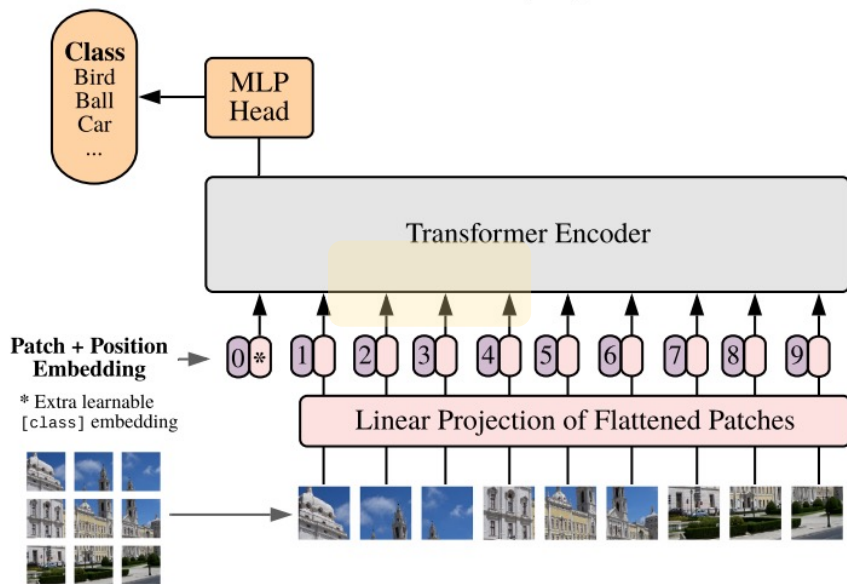 Class
Bird
Ball
Car
...
MLP
Head
Transformer Encoder
Patch + Position
Embedding
0 * 1 2 3 4 5 6 7 8 9
* Extra learnable
[class] embedding
Linear Projection of Flattened Patches